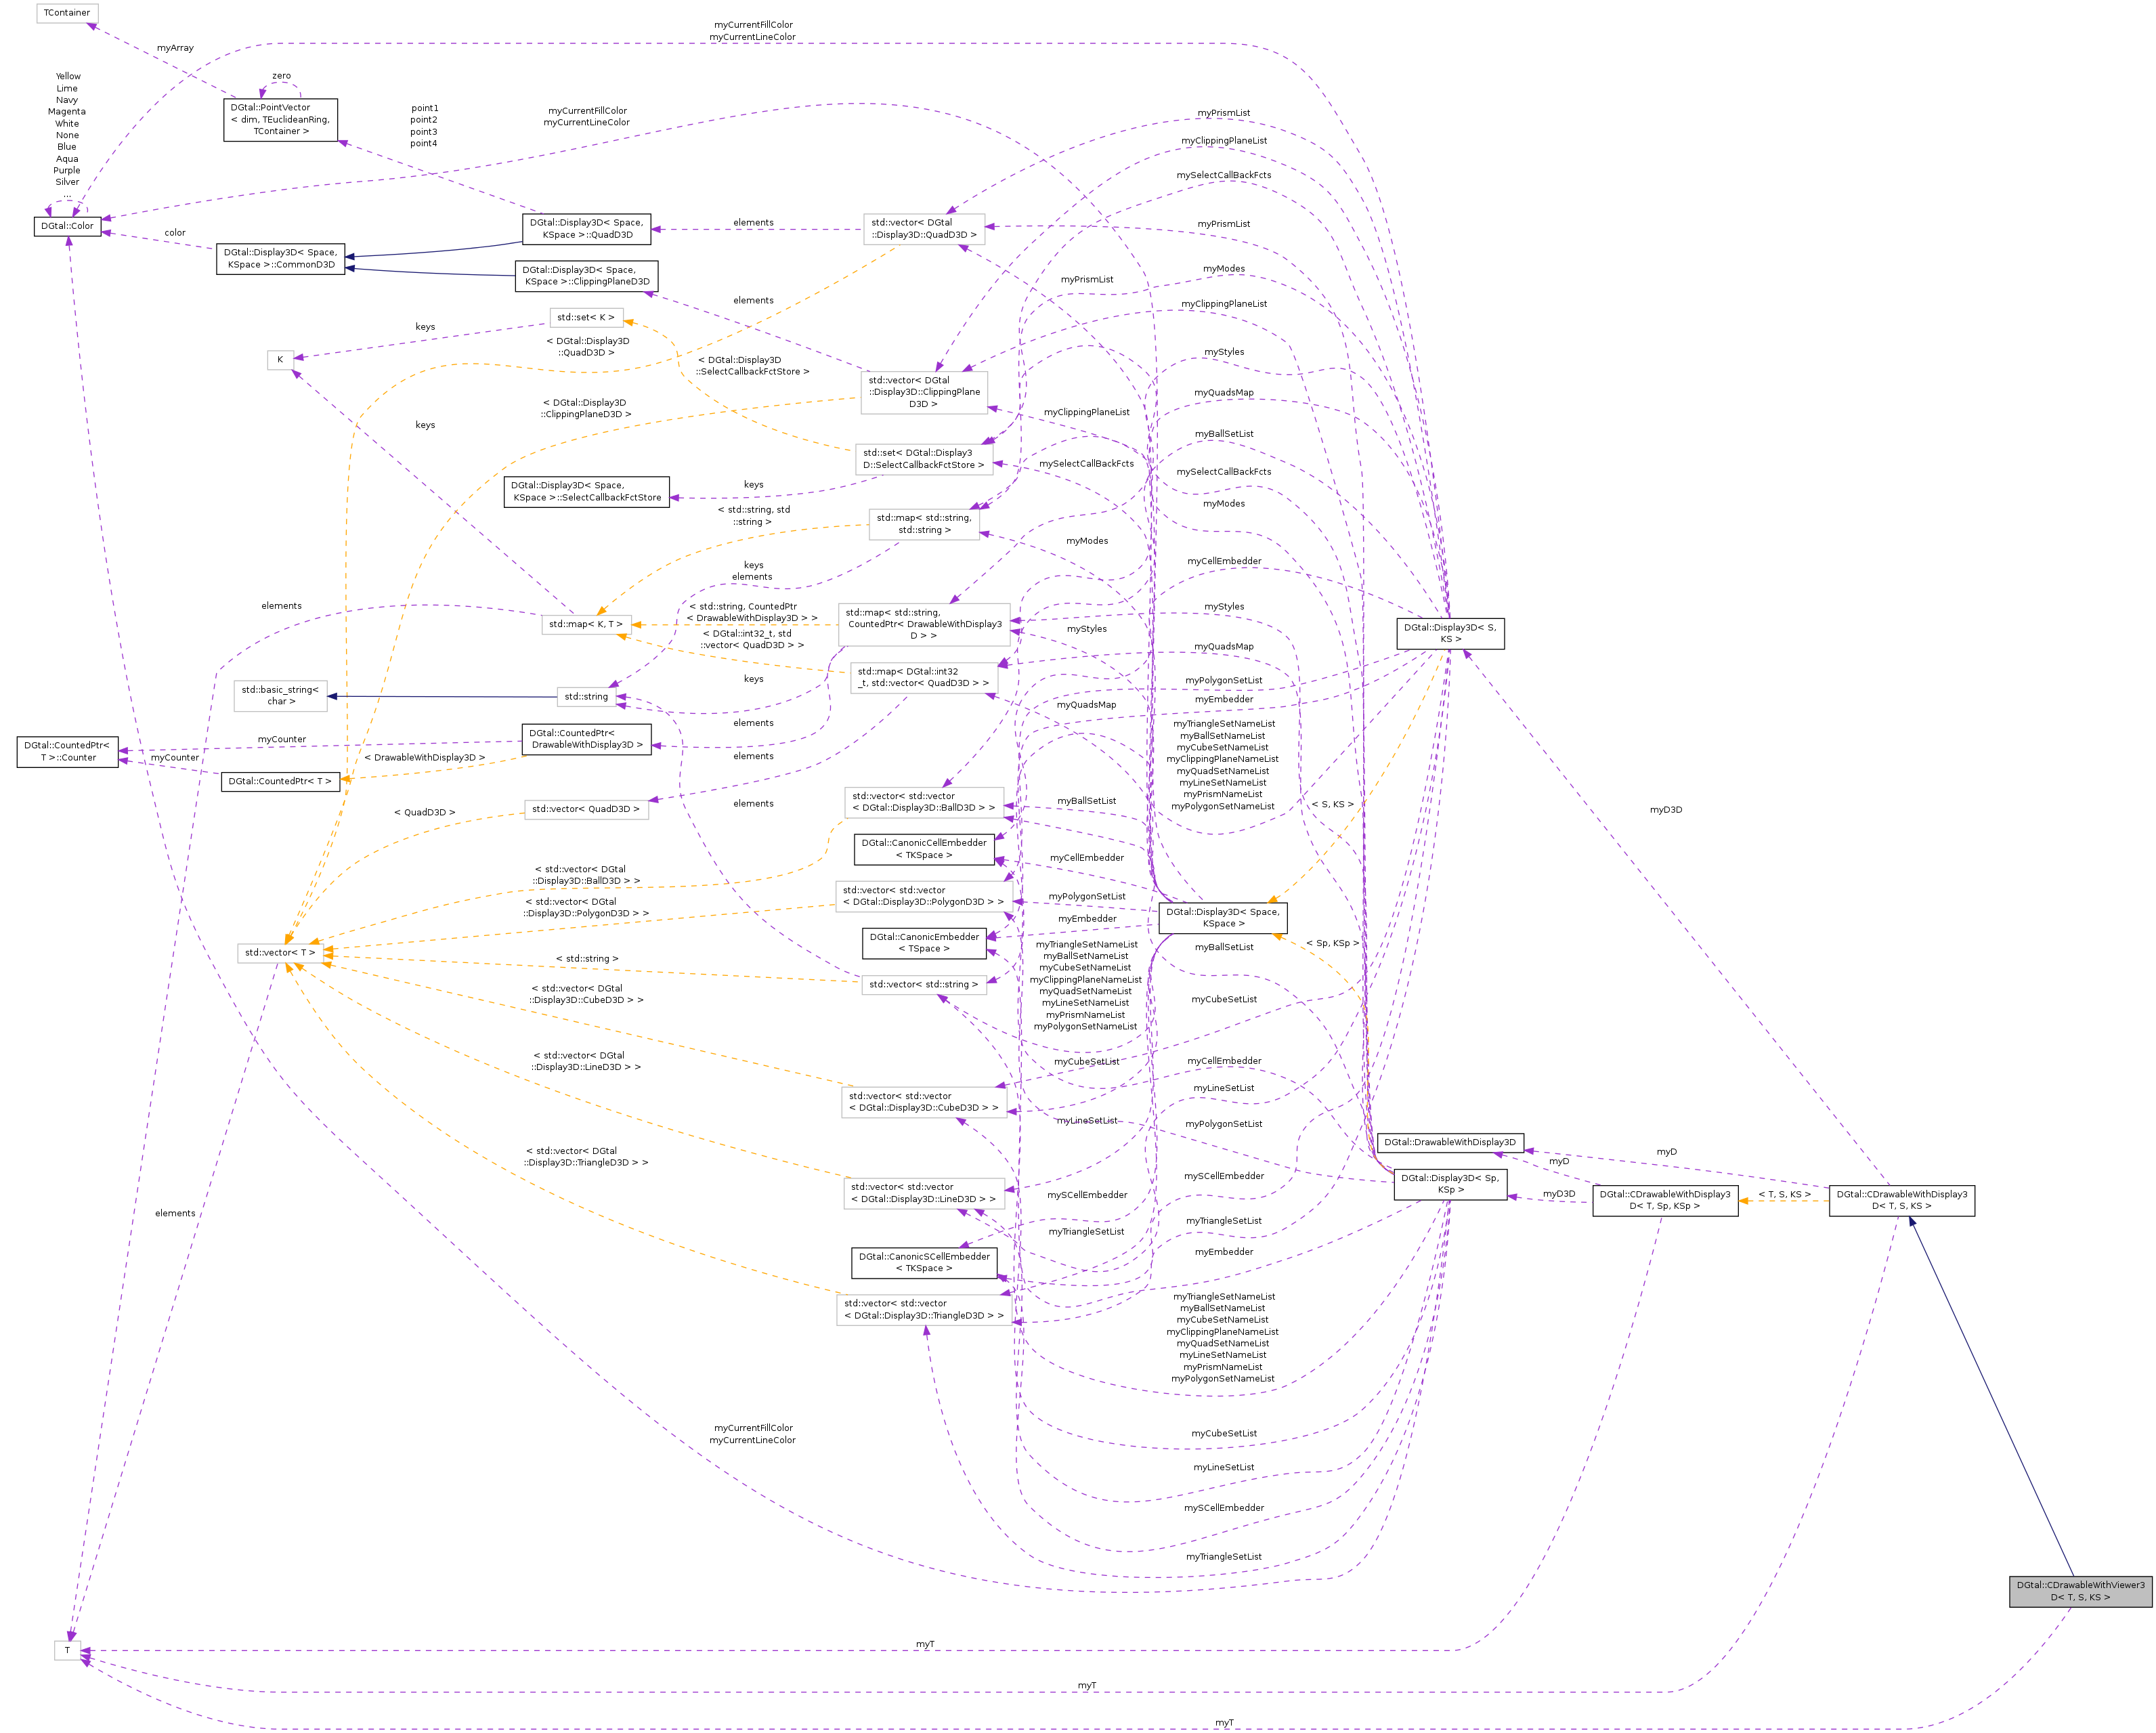 TContainer
myCurrentFillColor
myCurrentLineColor
myArray
zero
Yellow
Lime
Navy
Magenta
White
None
Blue
Aqua
Purple
Silver
...
DGtal::PointVector
< dim, TEuclideanRing,
TContainer >
point1
point2
point3
point4
myCurrentFillColor
myCurrentLineColor
myPrismList
myClippingPlaneList
mySelectCallBackFcts
DGtal::Color
color
DGtal::Display3D< Space,
KSpace >::QuadD3D
elements
std::vector< DGtal
::Display3D::QuadD3D >
myPrismList
DGtal::Display3D< Space,
KSpace >::CommonD3D
DGtal::Display3D< Space,
KSpace >::ClippingPlaneD3D
myPrismList
myModes
elements
myClippingPlaneList
std::set< K >
keys
< DGtal::Display3D
::QuadD3D >
K
< DGtal::Display3D
::SelectCallbackFctStore >
myStyles
std::vector< DGtal
::Display3D::ClippingPlane
D3D >
myQuadsMap
< DGtal::Display3D
::ClippingPlaneD3D >
myClippingPlaneList
keys
myBallSetList
std::set< DGtal::Display3
D::SelectCallbackFctStore >
mySelectCallBackFcts
mySelectCallBackFcts
DGtal::Display3D< Space,
KSpace >::SelectCallbackFctStore
keys
myModes
< std::string, std
::string >
std::map< std::string,
std::string >
myModes
myCellEmbedder
keys
elements
elements
< std::string, CountedPtr
< DrawableWithDisplay3D > >
std::map< std::string,
CountedPtr< DrawableWithDisplay3
D > >
myStyles
std::map< K, T >
myStyles
DGtal::Display3D< S,
KS >
< DGtal::int32_t, std
::vector< QuadD3D > >
myQuadsMap
std::map< DGtal::int32
_t, std::vector< QuadD3D > >
keys
myPolygonSetList
std::basic_string<
char >
std::string
myEmbedder
myQuadsMap
elements
DGtal::CountedPtr<
DrawableWithDisplay3D >
myCounter
DGtal::CountedPtr<
T >::Counter
myCounter
< DrawableWithDisplay3D >
elements
DGtal::CountedPtr< T >
myTriangleSetNameList
myBallSetNameList
myCubeSetNameList
myClippingPlaneNameList
myQuadSetNameList
myLineSetNameList
myPrismNameList
myPolygonSetNameList
< S, KS >
myD3D
std::vector< QuadD3D >
< QuadD3D >
elements
std::vector< std::vector
< DGtal::Display3D::BallD3D > >
myBallSetList
DGtal::CanonicCellEmbedder
< TKSpace >
myCellEmbedder
< std::vector< DGtal
::Display3D::BallD3D > >
std::vector< std::vector
< DGtal::Display3D::PolygonD3D > >
myPolygonSetList
< std::vector< DGtal
::Display3D::PolygonD3D > >
DGtal::Display3D< Space,
KSpace >
myEmbedder
DGtal::CanonicEmbedder
< TSpace >
< Sp, KSp >
myBallSetList
std::vector< T >
< std::string >
std::vector< std::string >
myTriangleSetNameList
myBallSetNameList
myCubeSetNameList
myClippingPlaneNameList
myQuadSetNameList
myLineSetNameList
myPrismNameList
myPolygonSetNameList
< std::vector< DGtal
::Display3D::CubeD3D > >
myCubeSetList
myCubeSetList
myCellEmbedder
< std::vector< DGtal
::Display3D::LineD3D > >
std::vector< std::vector
< DGtal::Display3D::CubeD3D > >
myLineSetList
myLineSetList
myPolygonSetList
DGtal::DrawableWithDisplay3D
myD
myD
< std::vector< DGtal
::Display3D::TriangleD3D > >
std::vector< std::vector
< DGtal::Display3D::LineD3D > >
mySCellEmbedder
mySCellEmbedder
DGtal::Display3D< Sp,
KSp >
myD3D
DGtal::CDrawableWithDisplay3
D< T, Sp, KSp >
< T, S, KS >
DGtal::CDrawableWithDisplay3
D< T, S, KS >
elements
myTriangleSetList
myTriangleSetList
DGtal::CanonicSCellEmbedder
< TKSpace >
myEmbedder
std::vector< std::vector
< DGtal::Display3D::TriangleD3D > >
myTriangleSetNameList
myBallSetNameList
myCubeSetNameList
myClippingPlaneNameList
myQuadSetNameList
myLineSetNameList
myPrismNameList
myPolygonSetNameList
myCurrentFillColor
myCurrentLineColor
myCubeSetList
myLineSetList
mySCellEmbedder
myTriangleSetList
DGtal::CDrawableWithViewer3
D< T, S, KS >
T
myT
myT
myT